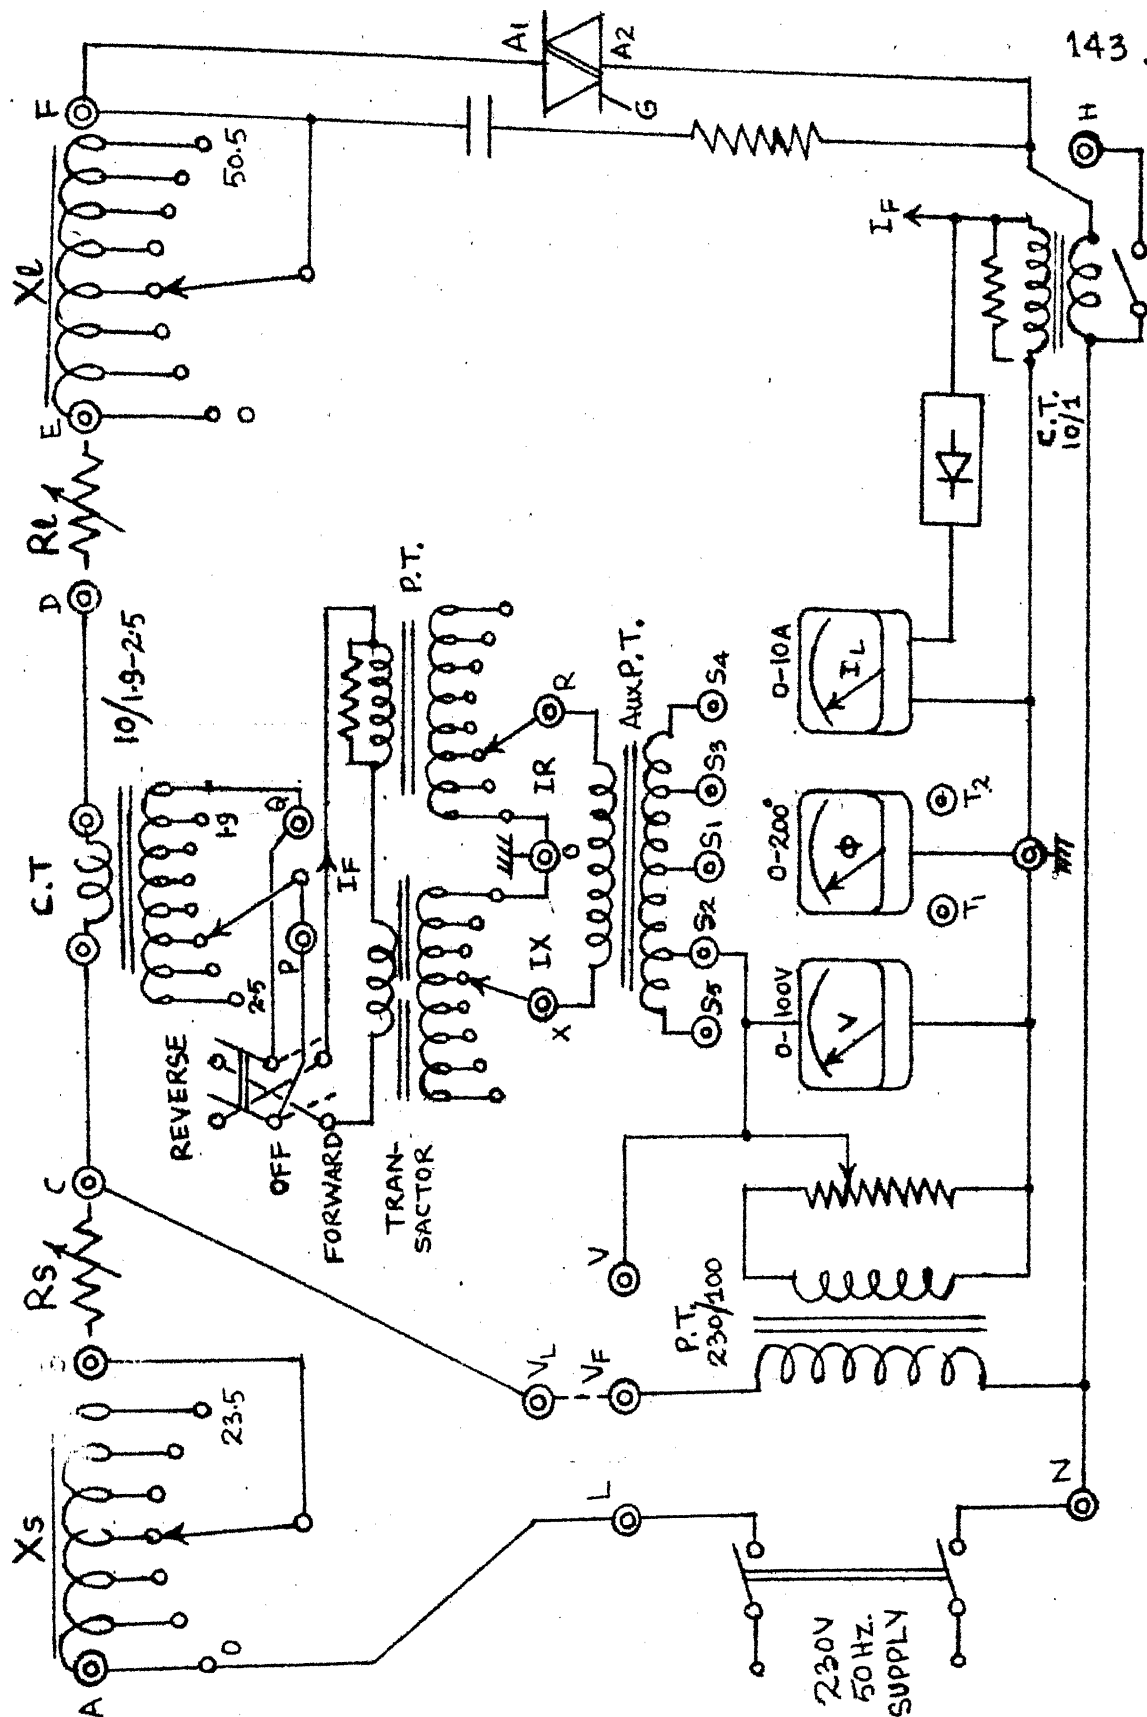 143.
Xs
A
O
23.5
Rs
C
C.T
10/1.9-2.5
D
Rl
E
Xl
O
50.5
F
A1
A2
G
REVERSE
OFF
FORWARD
2.5
1.9
P
Q
IF
TRAN-
SACTOR
P.T.
X
IX
O
IR
R
Aux P.T.
S5
S2
S1
S3
S4
VL
VF
V
L
P.T.
230/100
0-100V
V
0-200°
Φ
T1
T2
0-10A
IL
IF
C.T.
10/1
H
N
230V
50HZ.
SUPPLY